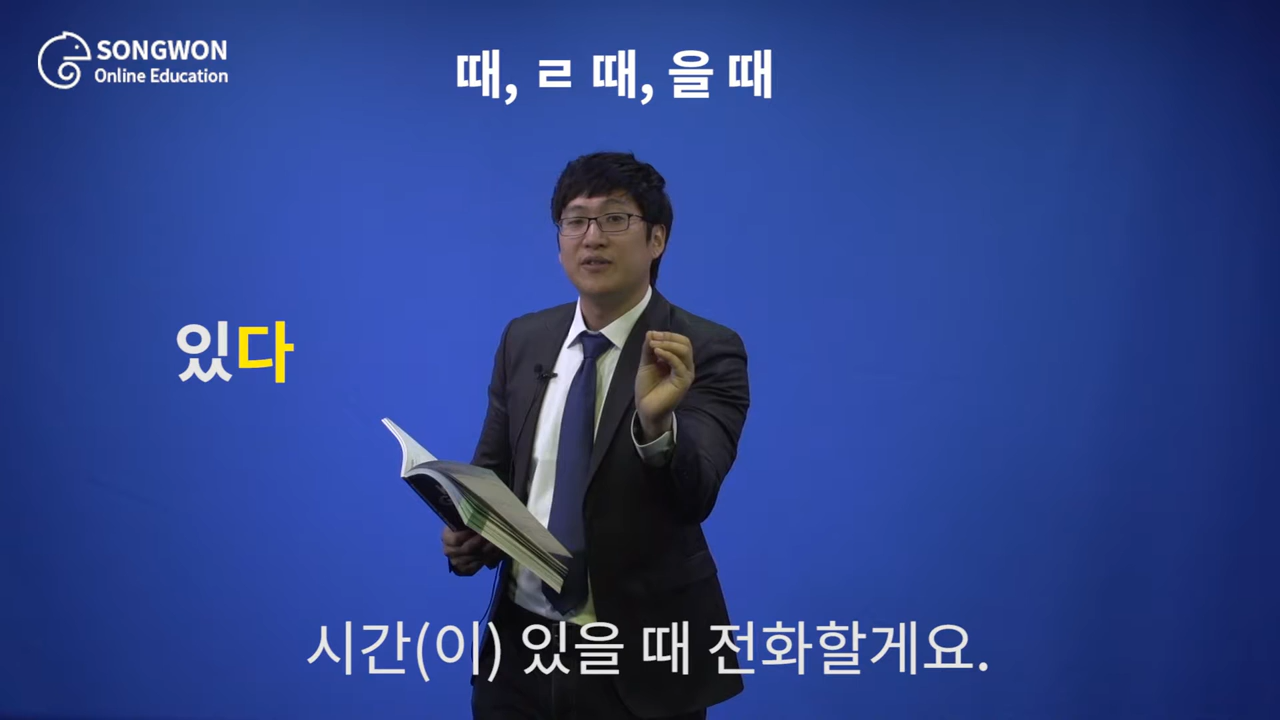 SONGWON
Online Education
때, ㄹ 때, 을 때
있다
시간(이) 있을 때 전화할게요.